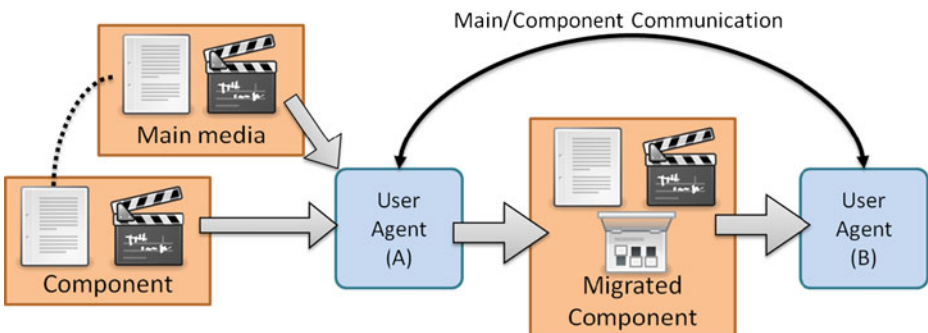 Main/Component Communication
Main media
Component
User
Agent
(A)
Migrated
Component
User
Agent
(B)